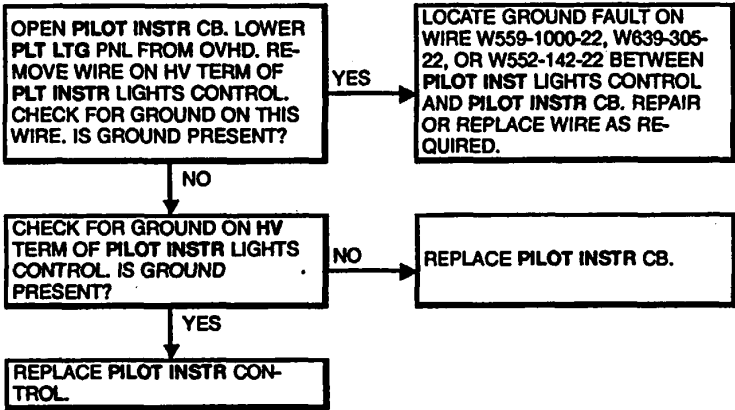 OPEN PILOT INSTR CB. LOWER
PLT LTG PNL FROM OVHD. RE-
MOVE WIRE ON HV TERM OF
PLT INSTR LIGHTS CONTROL.
CHECK FOR GROUND ON THIS
WIRE. IS GROUND PRESENT?
YES
LOCATE GROUND FAULT ON
WIRE W559-1000-22, W639-305-
22, OR W552-142-22 BETWEEN
PILOT INST LIGHTS CONTROL
AND PILOT INSTR CB. REPAIR
OR REPLACE WIRE AS RE-
QUIRED.
NO
CHECK FOR GROUND ON HV
TERM OF PILOT INSTR LIGHTS
CONTROL. IS GROUND
PRESENT?
NO
REPLACE PILOT INSTR CB.
YES
REPLACE PILOT INSTR CON-
TROL.